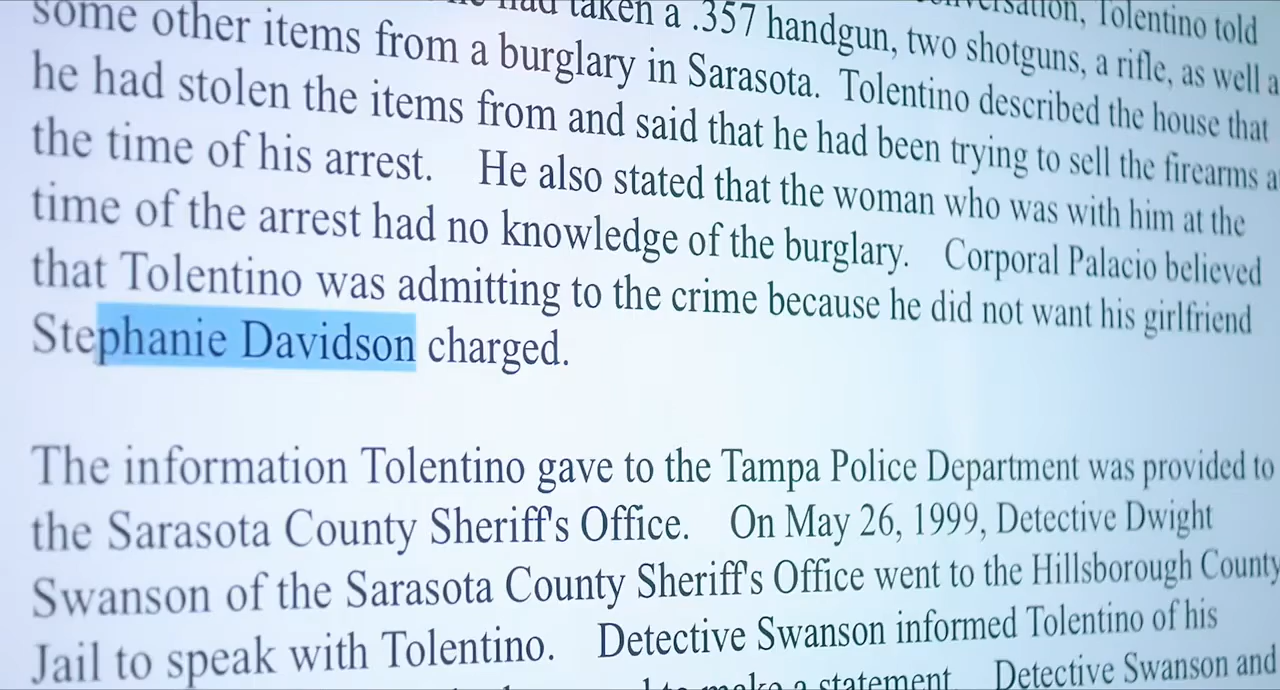 had taken a .357 handgun, two shotguns, a rifle, as well a
conversation, Tolentino told
some other items from a burglary in Sarasota. Tolentino described the house that
he had stolen the items from and said that he had been trying to sell the firearms a
the time of his arrest. He also stated that the woman who was with him at the
time of the arrest had no knowledge of the burglary. Corporal Palacio believed
that Tolentino was admitting to the crime because he did not want his girlfriend
Stephanie Davidson charged.
The information Tolentino gave to the Tampa Police Department was provided to
the Sarasota County Sheriff's Office. On May 26, 1999, Detective Dwight
Swanson of the Sarasota County Sheriff's Office went to the Hillsborough County
Jail to speak with Tolentino. Detective Swanson informed Tolentino of his
to make a statement Detective Swanson and